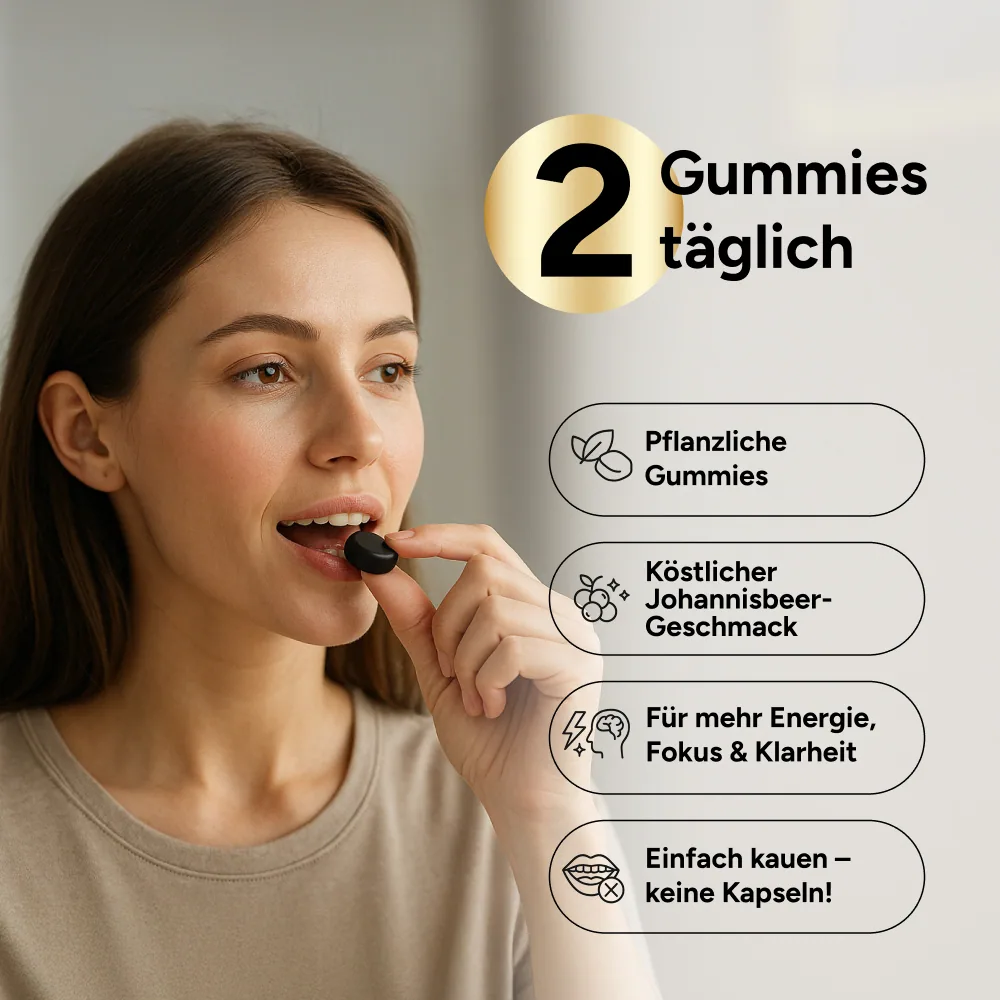 2 Gummies
täglich
Pflanzliche
Gummies
Köstlicher
Johannisbeer-
Geschmack
Für mehr Energie,
Fokus & Klarheit
Einfach kauen –
keine Kapseln!